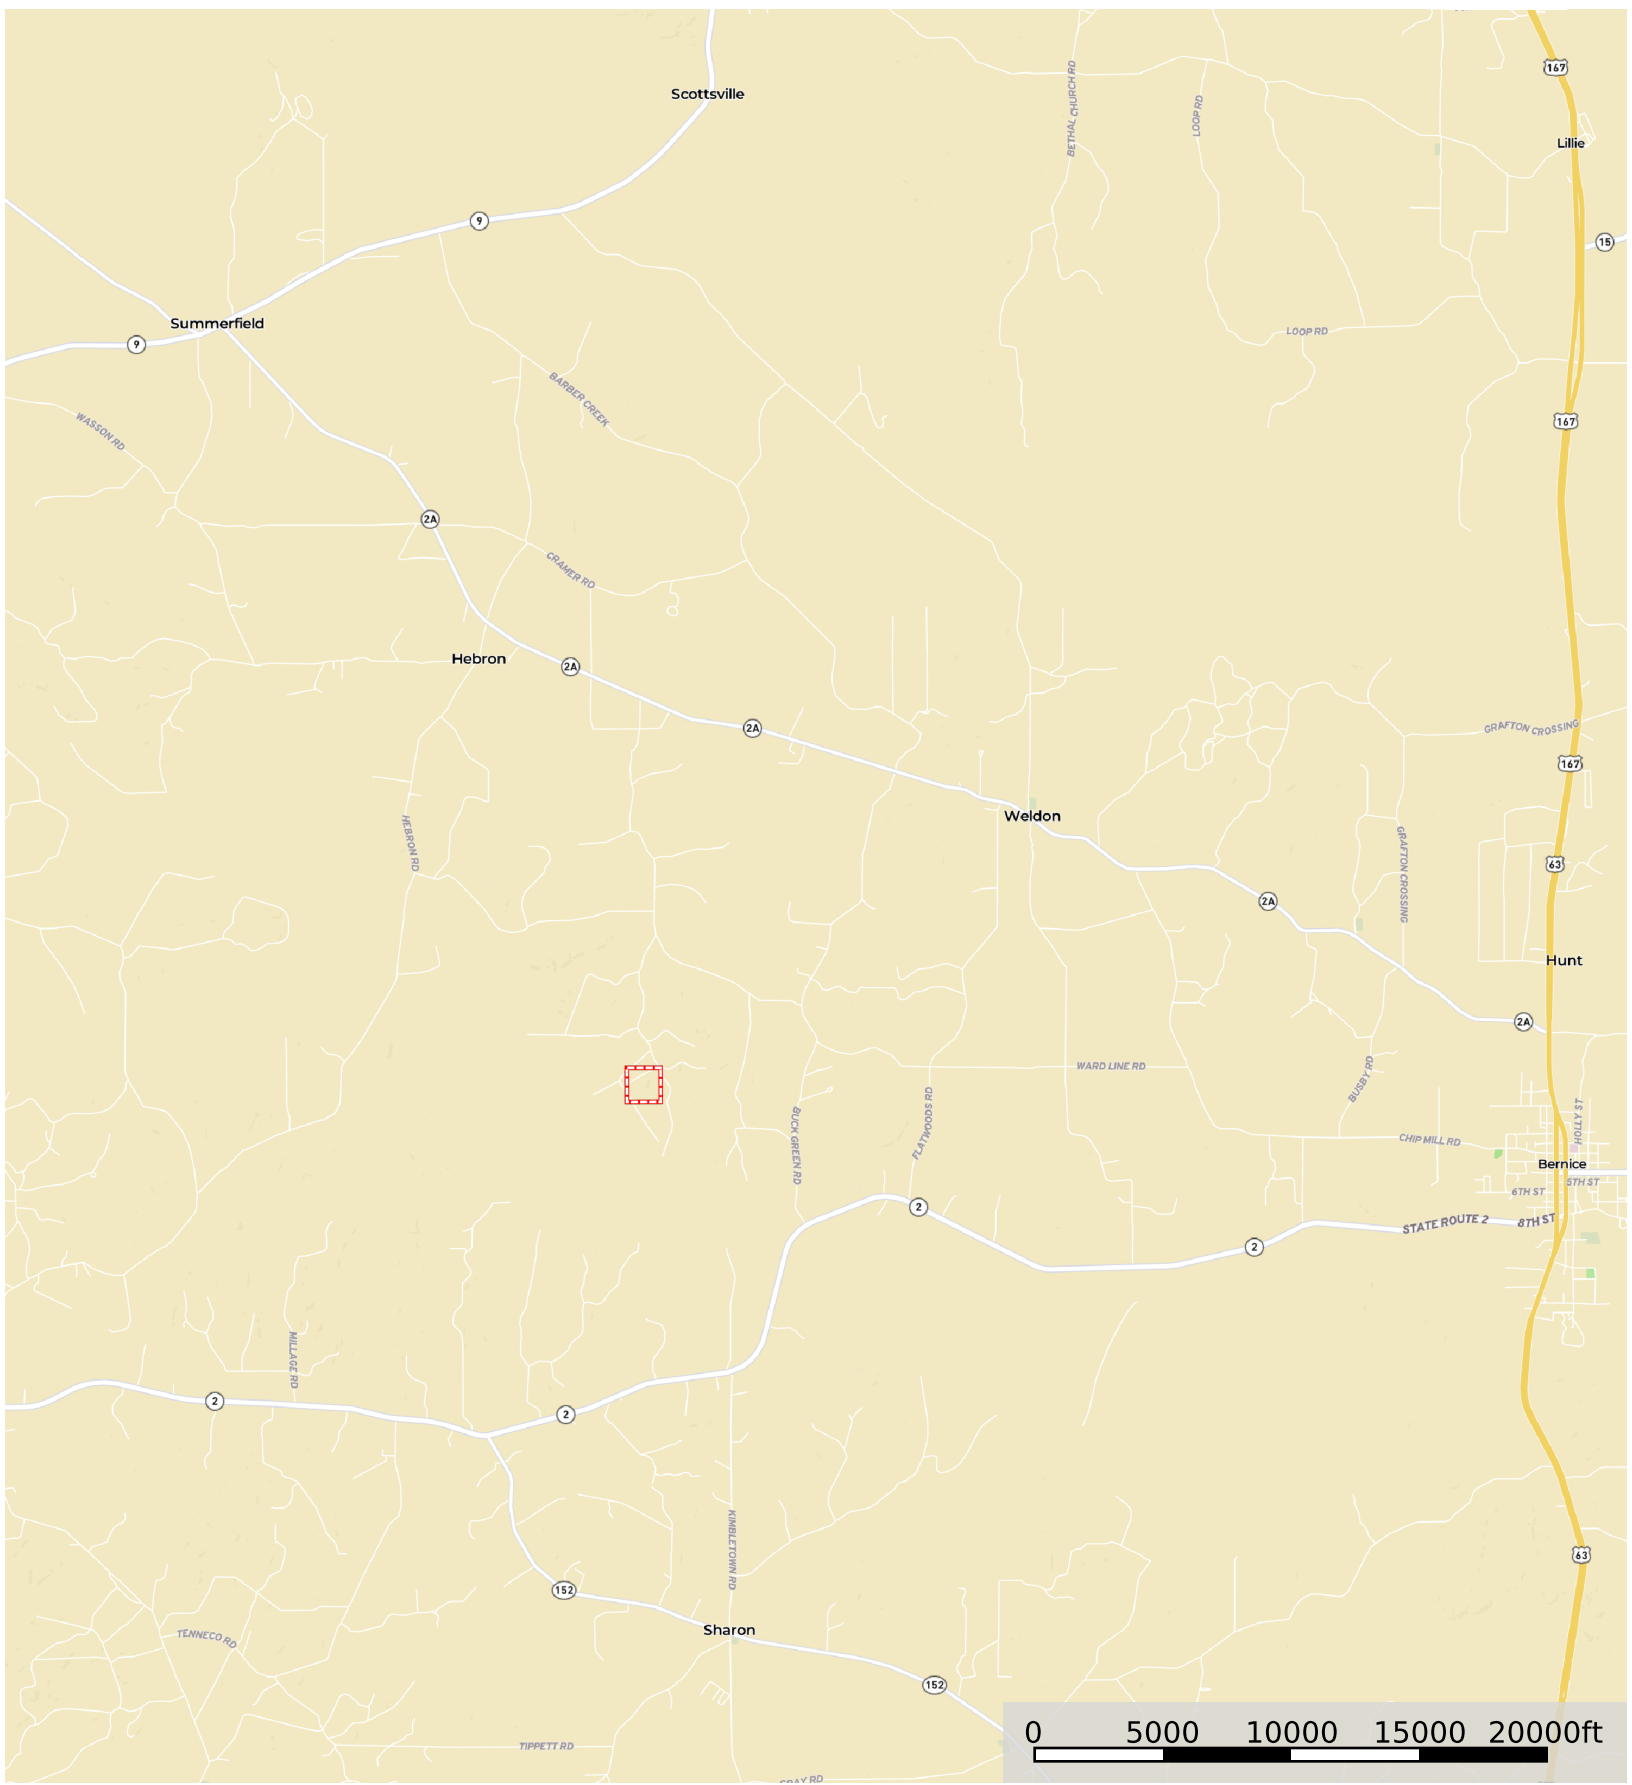 167
Scottsville
BETHAL CHURCH RD
LOOP RD
Lillie
9
15
Summerfield
9
LOOP RD
BARBER CREEK
WASSON RD
167
2A
CRAMER RD
Hebron
2A
2A
GRAFTON CROSSING
167
Weldon
HEBRON RD
GRAFTON CROSSING
63
2A
Hunt
2A
WARD LINE RD
BUSBY RD
FLATWOODS RD
BUCK GREEN RD
HOLLY ST
CHIP MILL RD
Bernice
5TH ST
6TH ST
2
STATE ROUTE 2
8TH ST
2
MILLAGE RD
2
2
KIMBLETOWN RD
63
152
Sharon
TENNECO RD
152
TIPPETT RD
GRAY RD
0 5000 10000 15000 20000ft